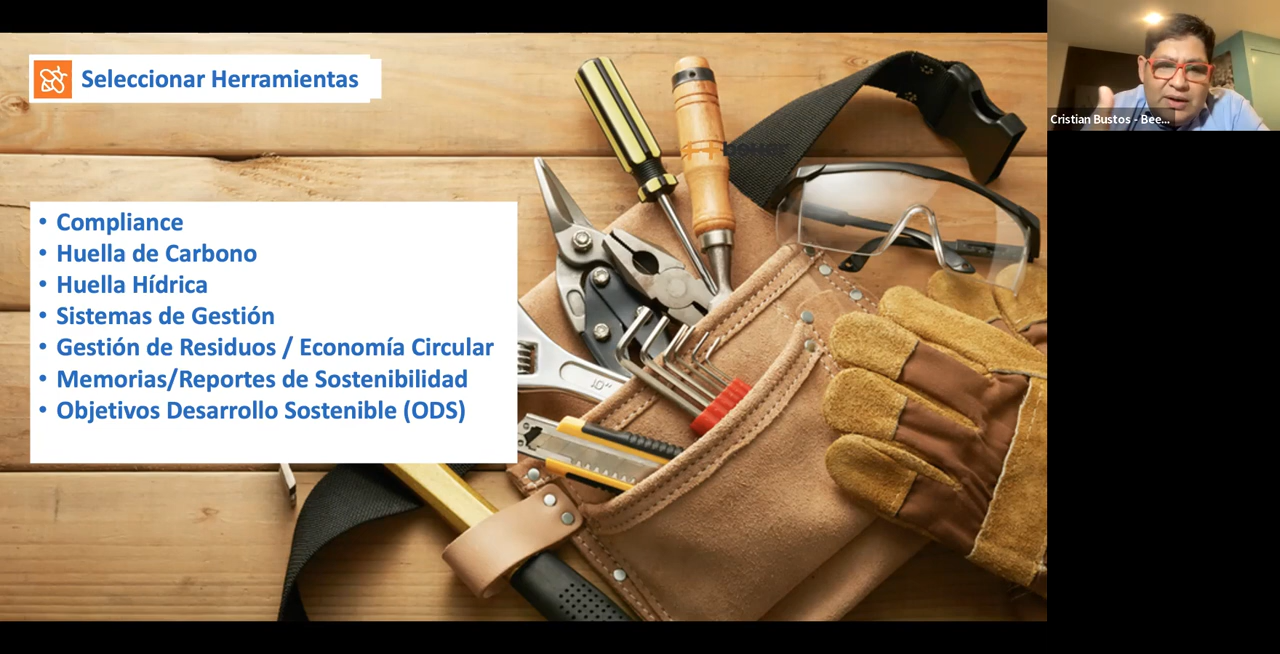 Seleccionar Herramientas
• Compliance
• Huella de Carbono
• Huella Hídrica
• Sistemas de Gestión
• Gestión de Residuos / Economía Circular
• Memorias/Reportes de Sostenibilidad
• Objetivos Desarrollo Sostenible (ODS)
Cristian Bustos - Bee...